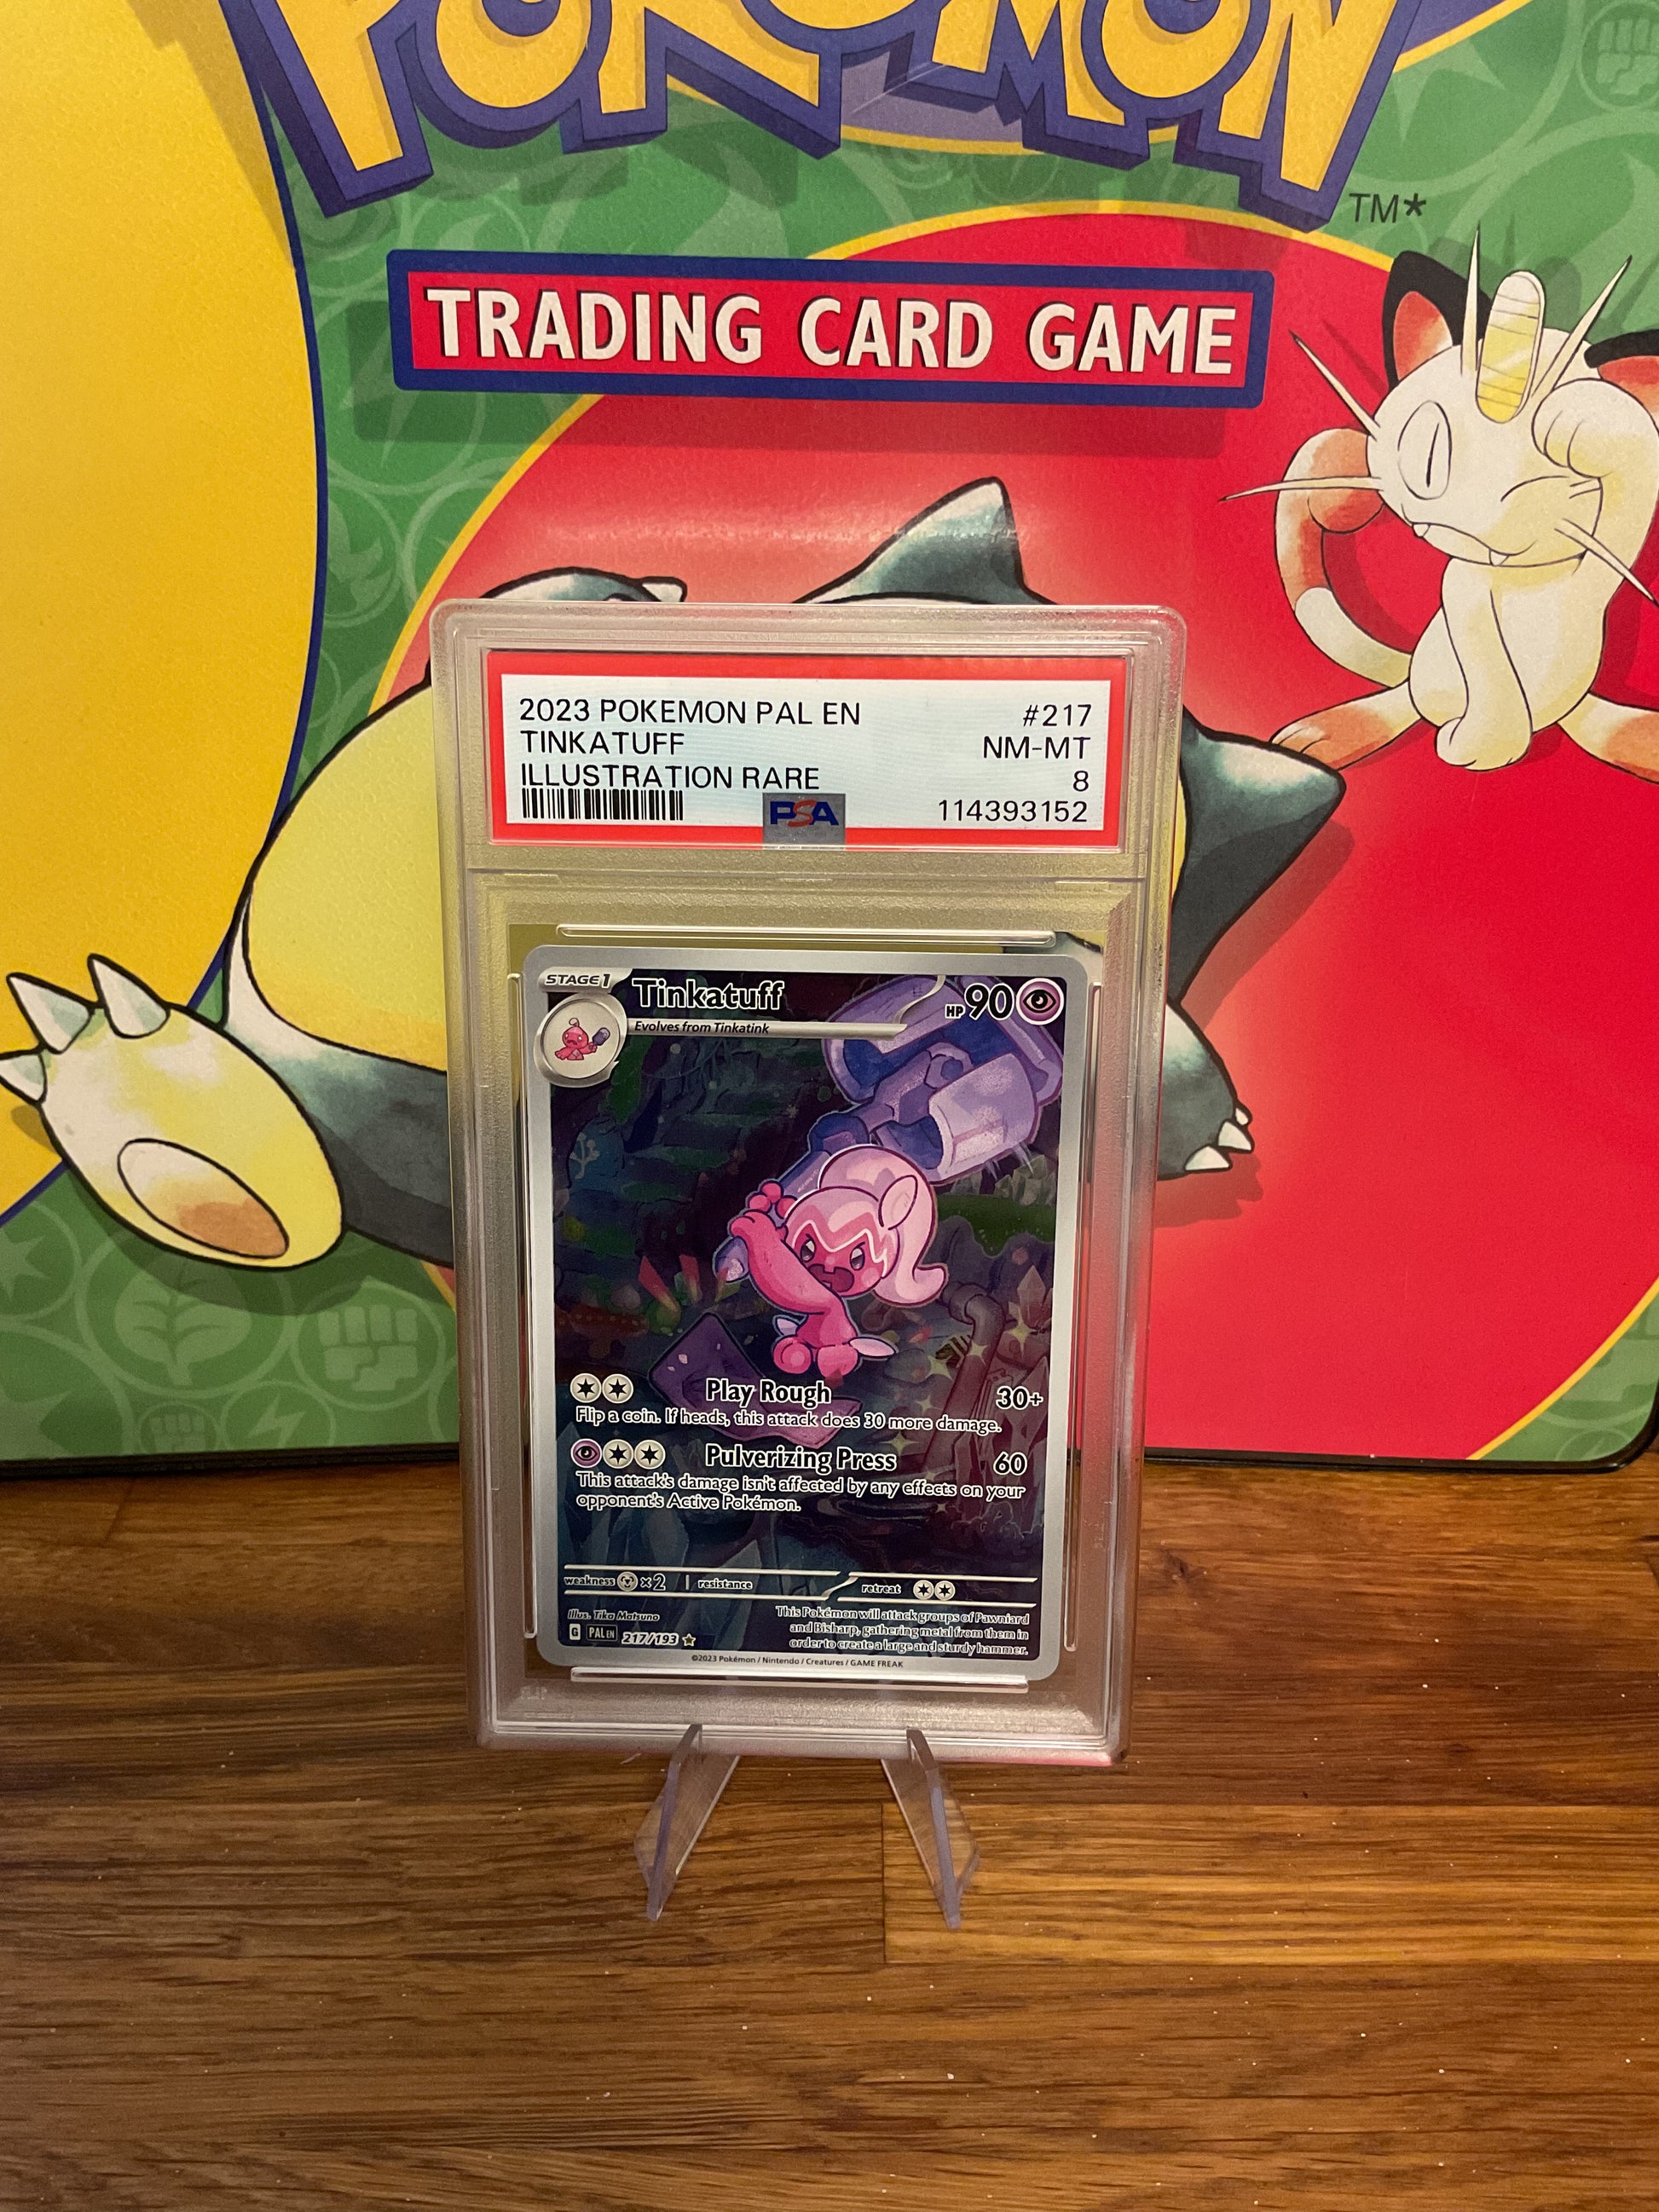 POKÉMON
TM*
TRADING CARD GAME
2023 POKEMON PAL EN #217
TINKATUFF NM-MT
ILLUSTRATION RARE 8
PSA 114393152
STAGE1 Tinkatuff HP90
Evolves from Tinkatink
Play Rough 30+
Flip a coin. If heads, this attack does 30 more damage.
Pulverizing Press 60
This attack's damage isn't affected by any effects on your
opponent's Active Pokémon.
weakness ×2 resistance retreat
Illus. Tika Matsuno
This Pokémon will attack groups of Pawniard
and Bisharp, gathering metal from them in
order to create a large and sturdy hammer.
G PAL EN 217/193
©2023 Pokémon / Nintendo / Creatures / GAME FREAK